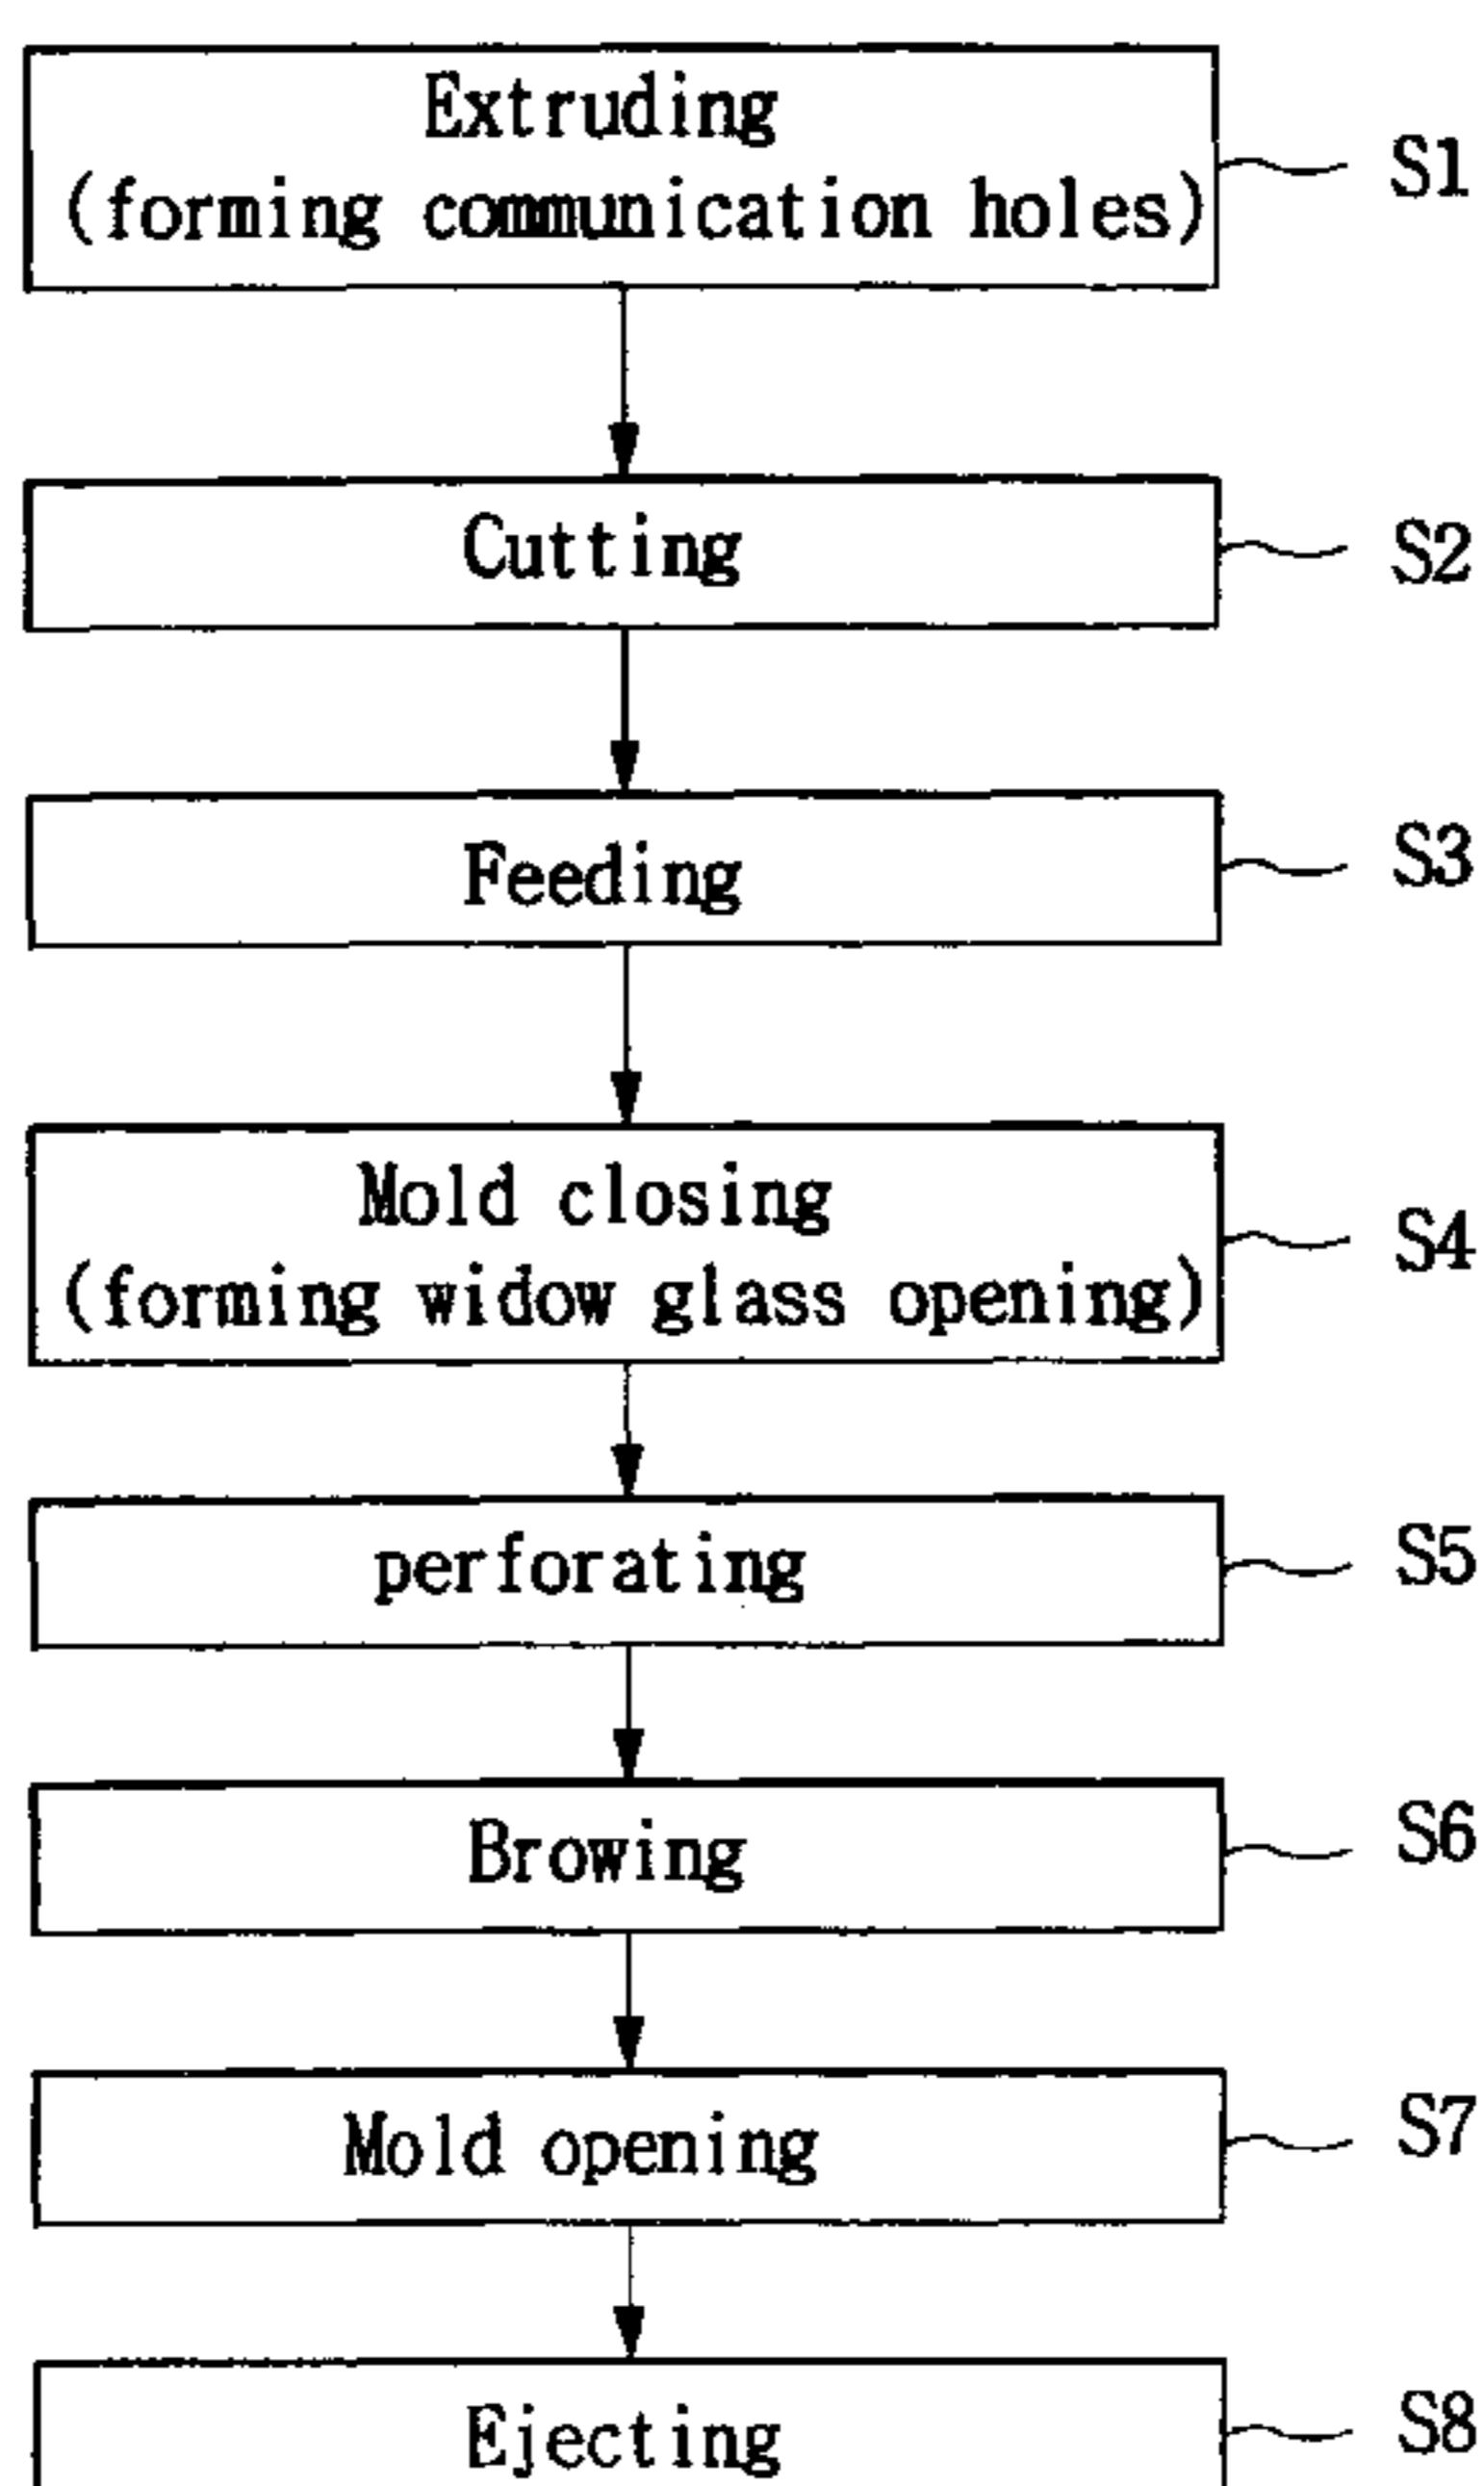 Extruding
(forming communication holes)
S1
Cutting
S2
Feeding
S3
Mold closing
(forming widow glass opening)
S4
perforating
S5
Browing
S6
Mold opening
S7
Ejecting
S8